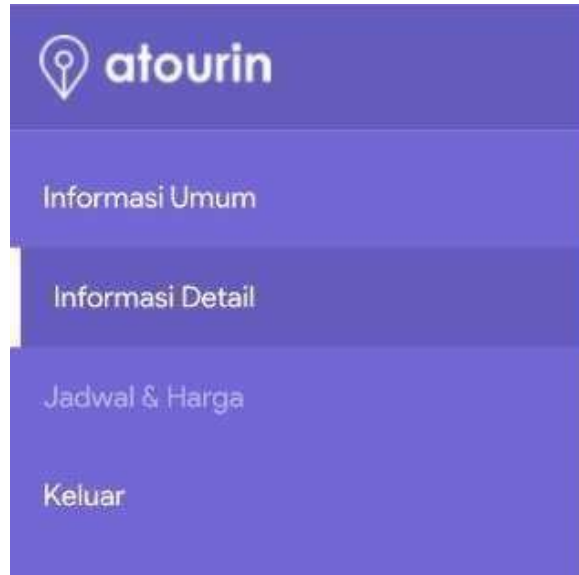 atourin
Informasi Umum
Informasi Detail
Jadwal & Harga
Keluar